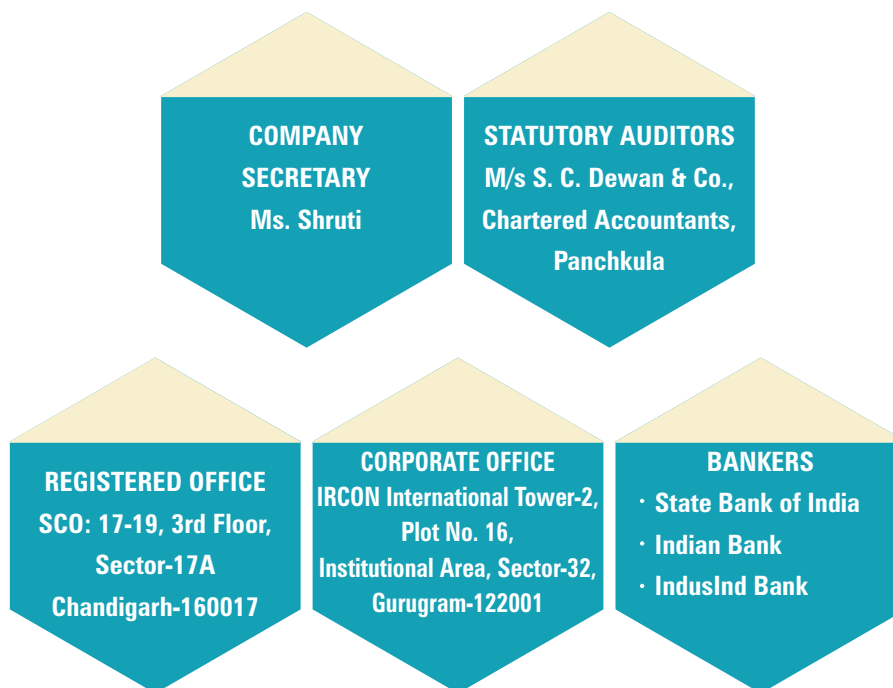 COMPANY
SECRETARY
Ms. Shruti
STATUTORY AUDITORS
M/s S. C. Dewan & Co.,
Chartered Accountants,
Panchkula
REGISTERED OFFICE
SCO: 17-19, 3rd Floor,
Sector-17A
Chandigarh-160017
CORPORATE OFFICE
IRCON International Tower-2,
Plot No. 16,
Institutional Area, Sector-32,
Gurugram-122001
BANKERS
· State Bank of India
· Indian Bank
· IndusInd Bank